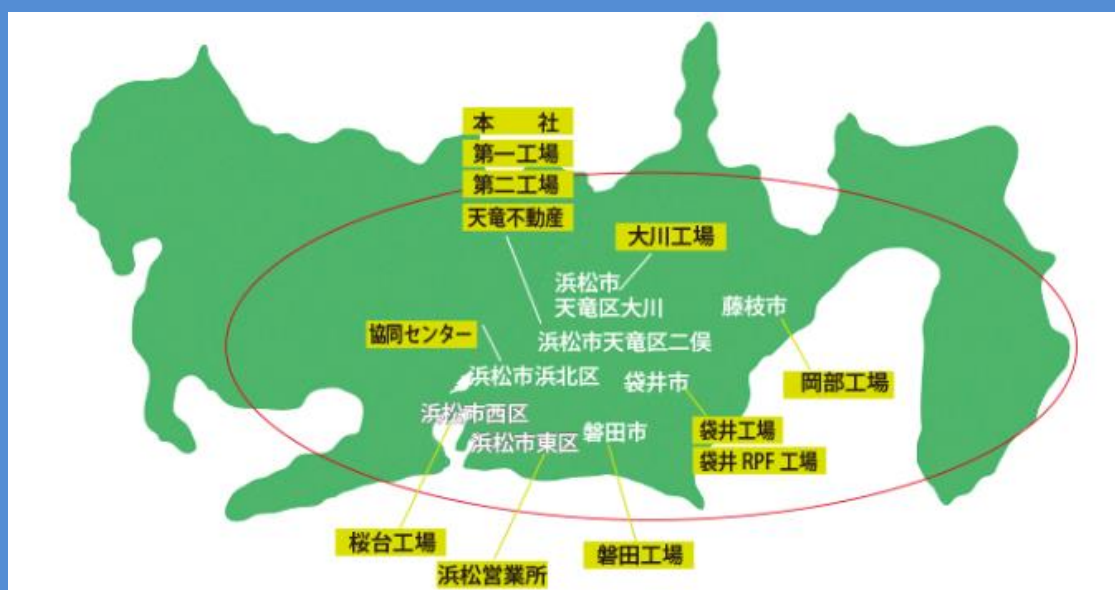 本　　社
第一工場
第二工場
天竜不動産
大川工場
浜松市
天竜区大川
藤枝市
協同センター
浜松市天竜区二俣
浜松市浜北区
袋井市
岡部工場
浜松市西区
浜松市東区
磐田市
袋井工場
袋井 RPF 工場
桜台工場
浜松営業所
磐田工場